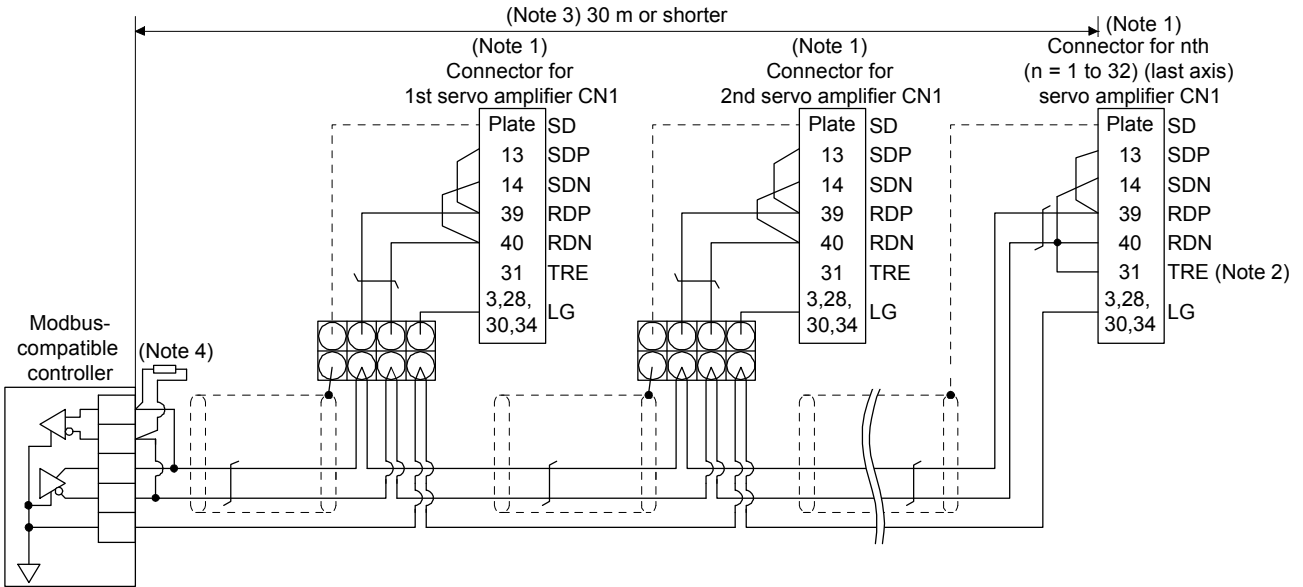 (Note 3) 30 m or shorter
(Note 1)
Connector for
1st servo amplifier CN1
Plate SD
13 SDP
14 SDN
39 RDP
40 RDN
31 TRE
3,28,
30,34
LG
(Note 1)
Connector for
2nd servo amplifier CN1
Plate SD
13 SDP
14 SDN
39 RDP
40 RDN
31 TRE
3,28,
30,34
LG
(Note 1)
Connector for nth
(n = 1 to 32) (last axis)
servo amplifier CN1
Plate SD
13 SDP
14 SDN
39 RDP
40 RDN
31 TRE (Note 2)
3,28,
30,34
LG
Modbus-
compatible
controller
(Note 4)